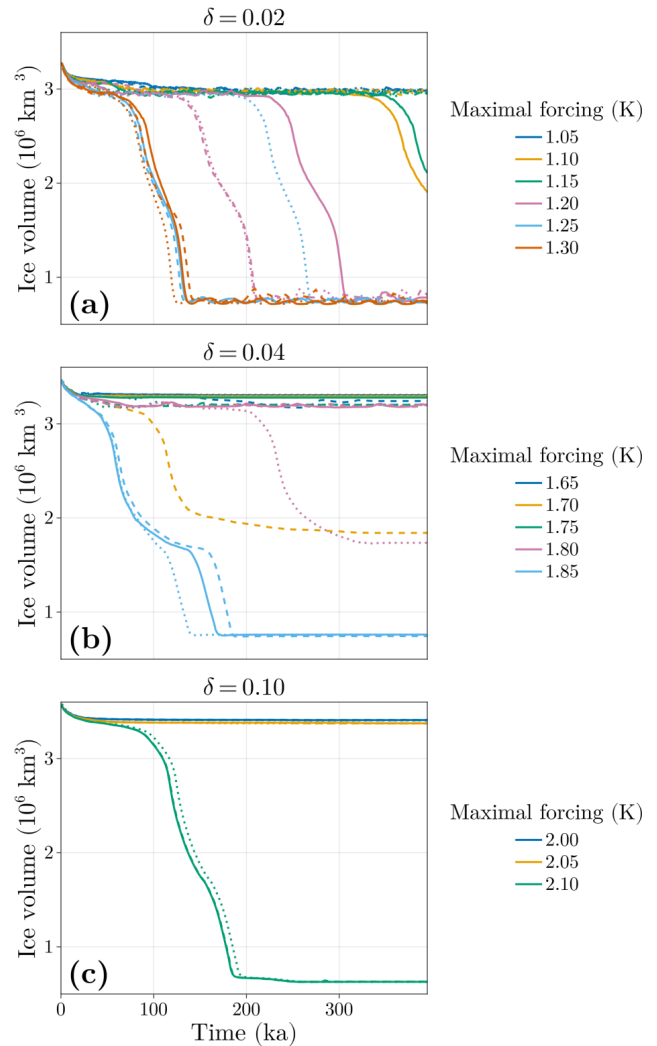 δ = 0.02
Ice volume (10⁶ km ³)
3
2
1
(a)
Maximal forcing (K)
1.05
1.10
1.15
1.20
1.25
1.30
δ = 0.04
Ice volume (10⁶ km³)
3
2
1
(b)
Maximal forcing (K)
1.65
1.70
1.75
1.80
1.85
δ = 0.10
Ice volume (10⁶ km³)
3
2
1
(c)
Maximal forcing (K)
2.00
2.05
2.10
0 100 200 300
Time (ka)